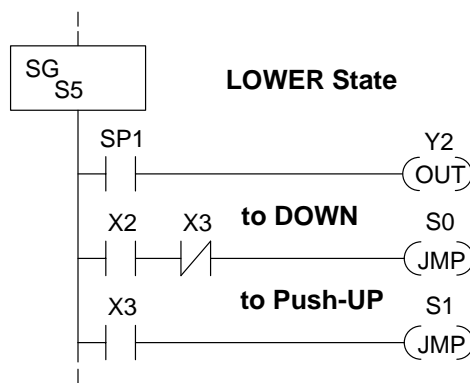 SG
S5
LOWER State
SP1
Y2
OUT
X2
X3
to DOWN
S0
JMP
X3
to Push-UP
S1
JMP